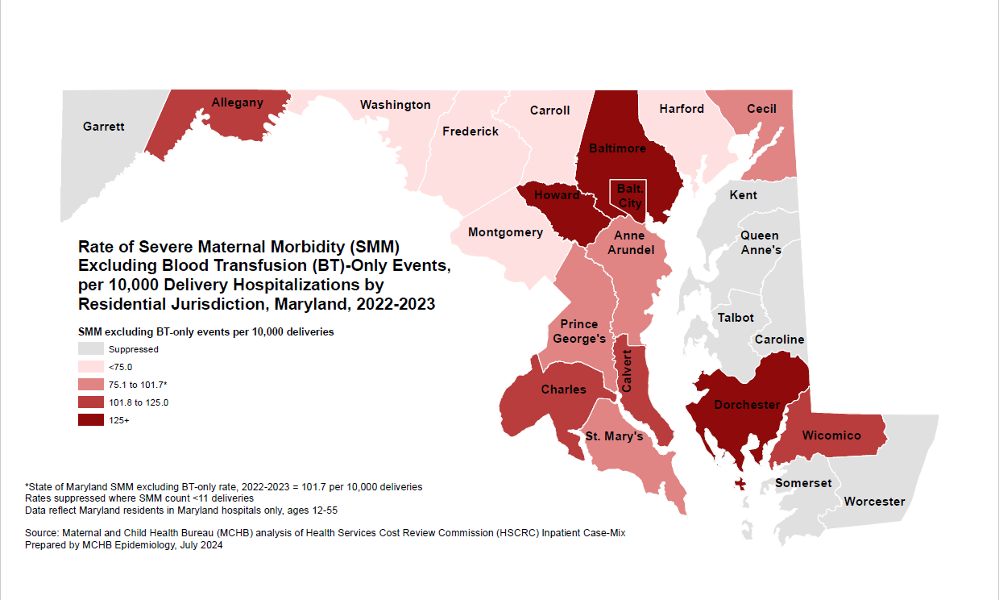 Allegany
Garrett
Washington
Frederick
Carroll
Harford
Cecil
Baltimore
Balt.
City
Howard
Kent
Montgomery
Anne
Arundel
Queen
Anne's
Rate of Severe Maternal Morbidity (SMM)
Excluding Blood Transfusion (BT)-Only Events,
per 10,000 Delivery Hospitalizations by
Residential Jurisdiction, Maryland, 2022-2023
SMM excluding BT-only events per 10,000 deliveries
Suppressed
<75.0
75.1 to 101.7*
101.8 to 125.0
125+
Prince
George's
Talbot
Caroline
Calvert
Charles
Dorchester
St. Mary's
Wicomico
Somerset
Worcester
*State of Maryland SMM excluding BT-only rate, 2022-2023 = 101.7 per 10,000 deliveries
Rates suppressed where SMM count <11 deliveries
Data reflect Maryland residents in Maryland hospitals only, ages 12-55
Source: Maternal and Child Health Bureau (MCHB) analysis of Health Services Cost Review Commission (HSCRC) Inpatient Case-Mix
Prepared by MCHB Epidemiology, July 2024